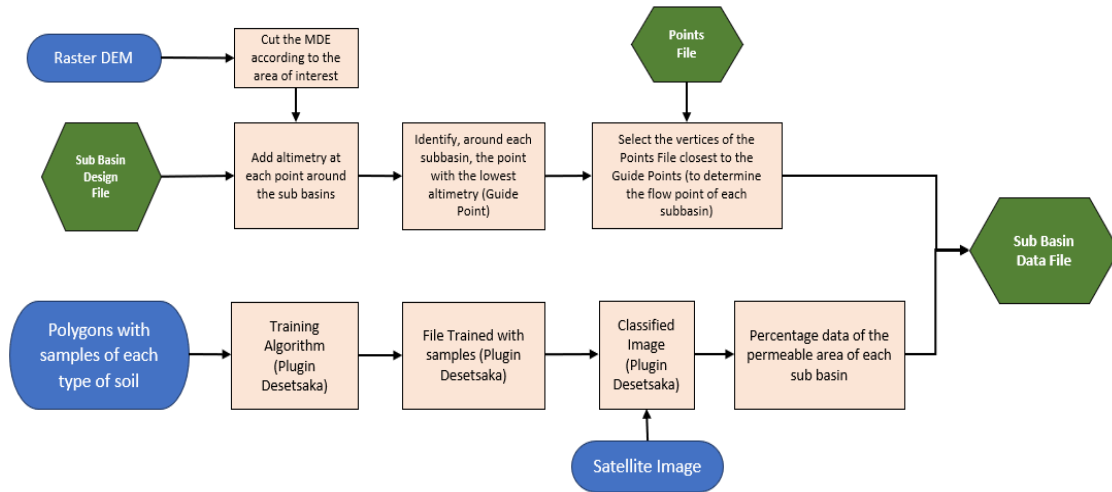 Raster DEM
Cut the MDE
according to the
area of interest
Points
File
Sub Basin
Design
File
Add altimetry at
each point around
the sub basins
Identify, around
each subbasin,
the point with
the lowest
altimetry (Guide
Point)
Select the vertices of the
Points File closest to the
Guide Points (to determine
the flow point of each
subbasin)
Sub Basin
Data File
Polygons with
samples of each
type of soil
Training
Algorithm
(Plugin
Desetsaka)
File Trained with
samples (Plugin
Desetsaka)
Classified
Image
(Plugin
Desetsaka)
Percentage data of the
permeable area of each
sub basin
Satellite Image